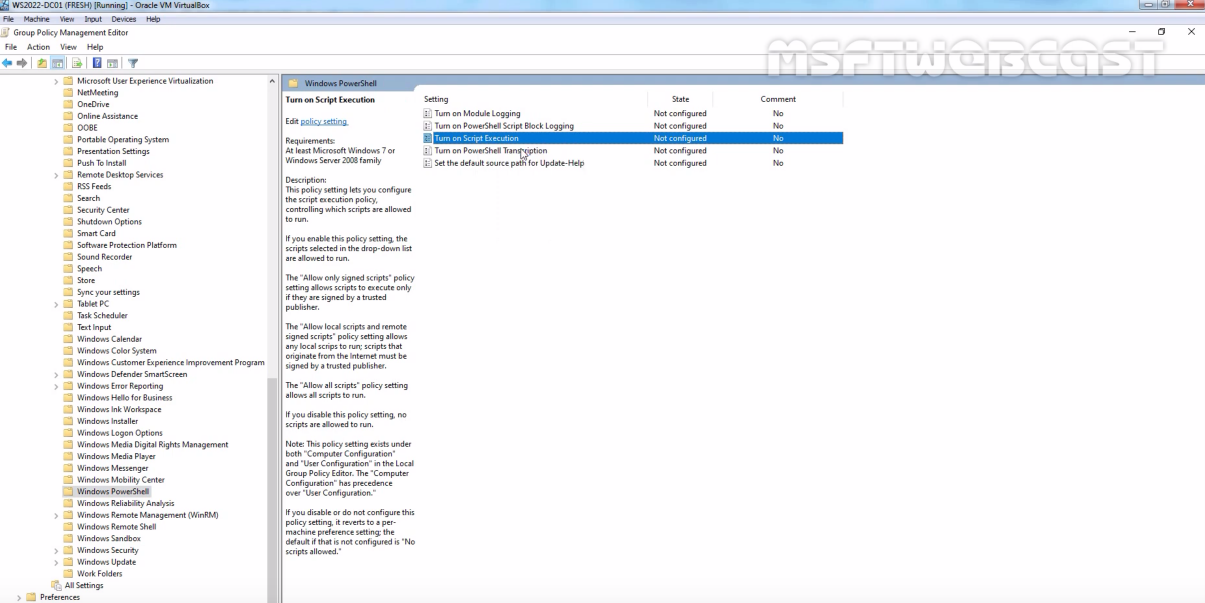 WS2022-DC01 (FRESH) [Running] - Oracle VM VirtualBox
File Machine View Input Devices Help
Group Policy Management Editor
File Action View Help
MSFTWEBCAST
Microsoft User Experience Virtualization
NetMeeting
OneDrive
Online Assistance
OOBE
Portable Operating System
Presentation Settings
Push To Install
Remote Desktop Services
RSS Feeds
Search
Security Center
Shutdown Options
Smart Card
Software Protection Platform
Sound Recorder
Speech
Store
Sync your settings
Tablet PC
Task Scheduler
Text Input
Windows Calendar
Windows Color System
Windows Customer Experience Improvement Program
Windows Defender SmartScreen
Windows Error Reporting
Windows Hello for Business
Windows Ink Workspace
Windows Installer
Windows Logon Options
Windows Media Digital Rights Management
Windows Media Player
Windows Messenger
Windows Mobility Center
Windows PowerShell
Windows Reliability Analysis
Windows Remote Management (WinRM)
Windows Remote Shell
Windows Sandbox
Windows Security
Windows Update
Work Folders
All Settings
Preferences
Windows PowerShell
Turn on Script Execution
Edit policy setting
Requirements:
At least Microsoft Windows 7 or
Windows Server 2008 family
Description:
This policy setting lets you configure
the script execution policy,
controlling which scripts are allowed
to run.
If you enable this policy setting, the
scripts selected in the drop-down list
are allowed to run.
The "Allow only signed scripts" policy
setting allows scripts to execute only
if they are signed by a trusted
publisher.
The "Allow local scripts and remote
signed scripts" policy setting allows
any local scrips to run; scripts that
originate from the Internet must be
signed by a trusted publisher.
The "Allow all scripts" policy setting
allows all scripts to run.
If you disable this policy setting, no
scripts are allowed to run.
Note: This policy setting exists under
both "Computer Configuration"
and "User Configuration" in the Local
Group Policy Editor. The "Computer
Configuration" has precedence
over "User Configuration."
If you disable or do not configure this
policy setting, it reverts to a per-
machine preference setting; the
default if that is not configured is "No
scripts allowed."
Setting State Comment
Turn on Module Logging Not configured No
Turn on PowerShell Script Block Logging Not configured No
Turn on Script Execution Not configured No
Turn on PowerShell Transcription Not configured No
Set the default source path for Update-Help Not configured No